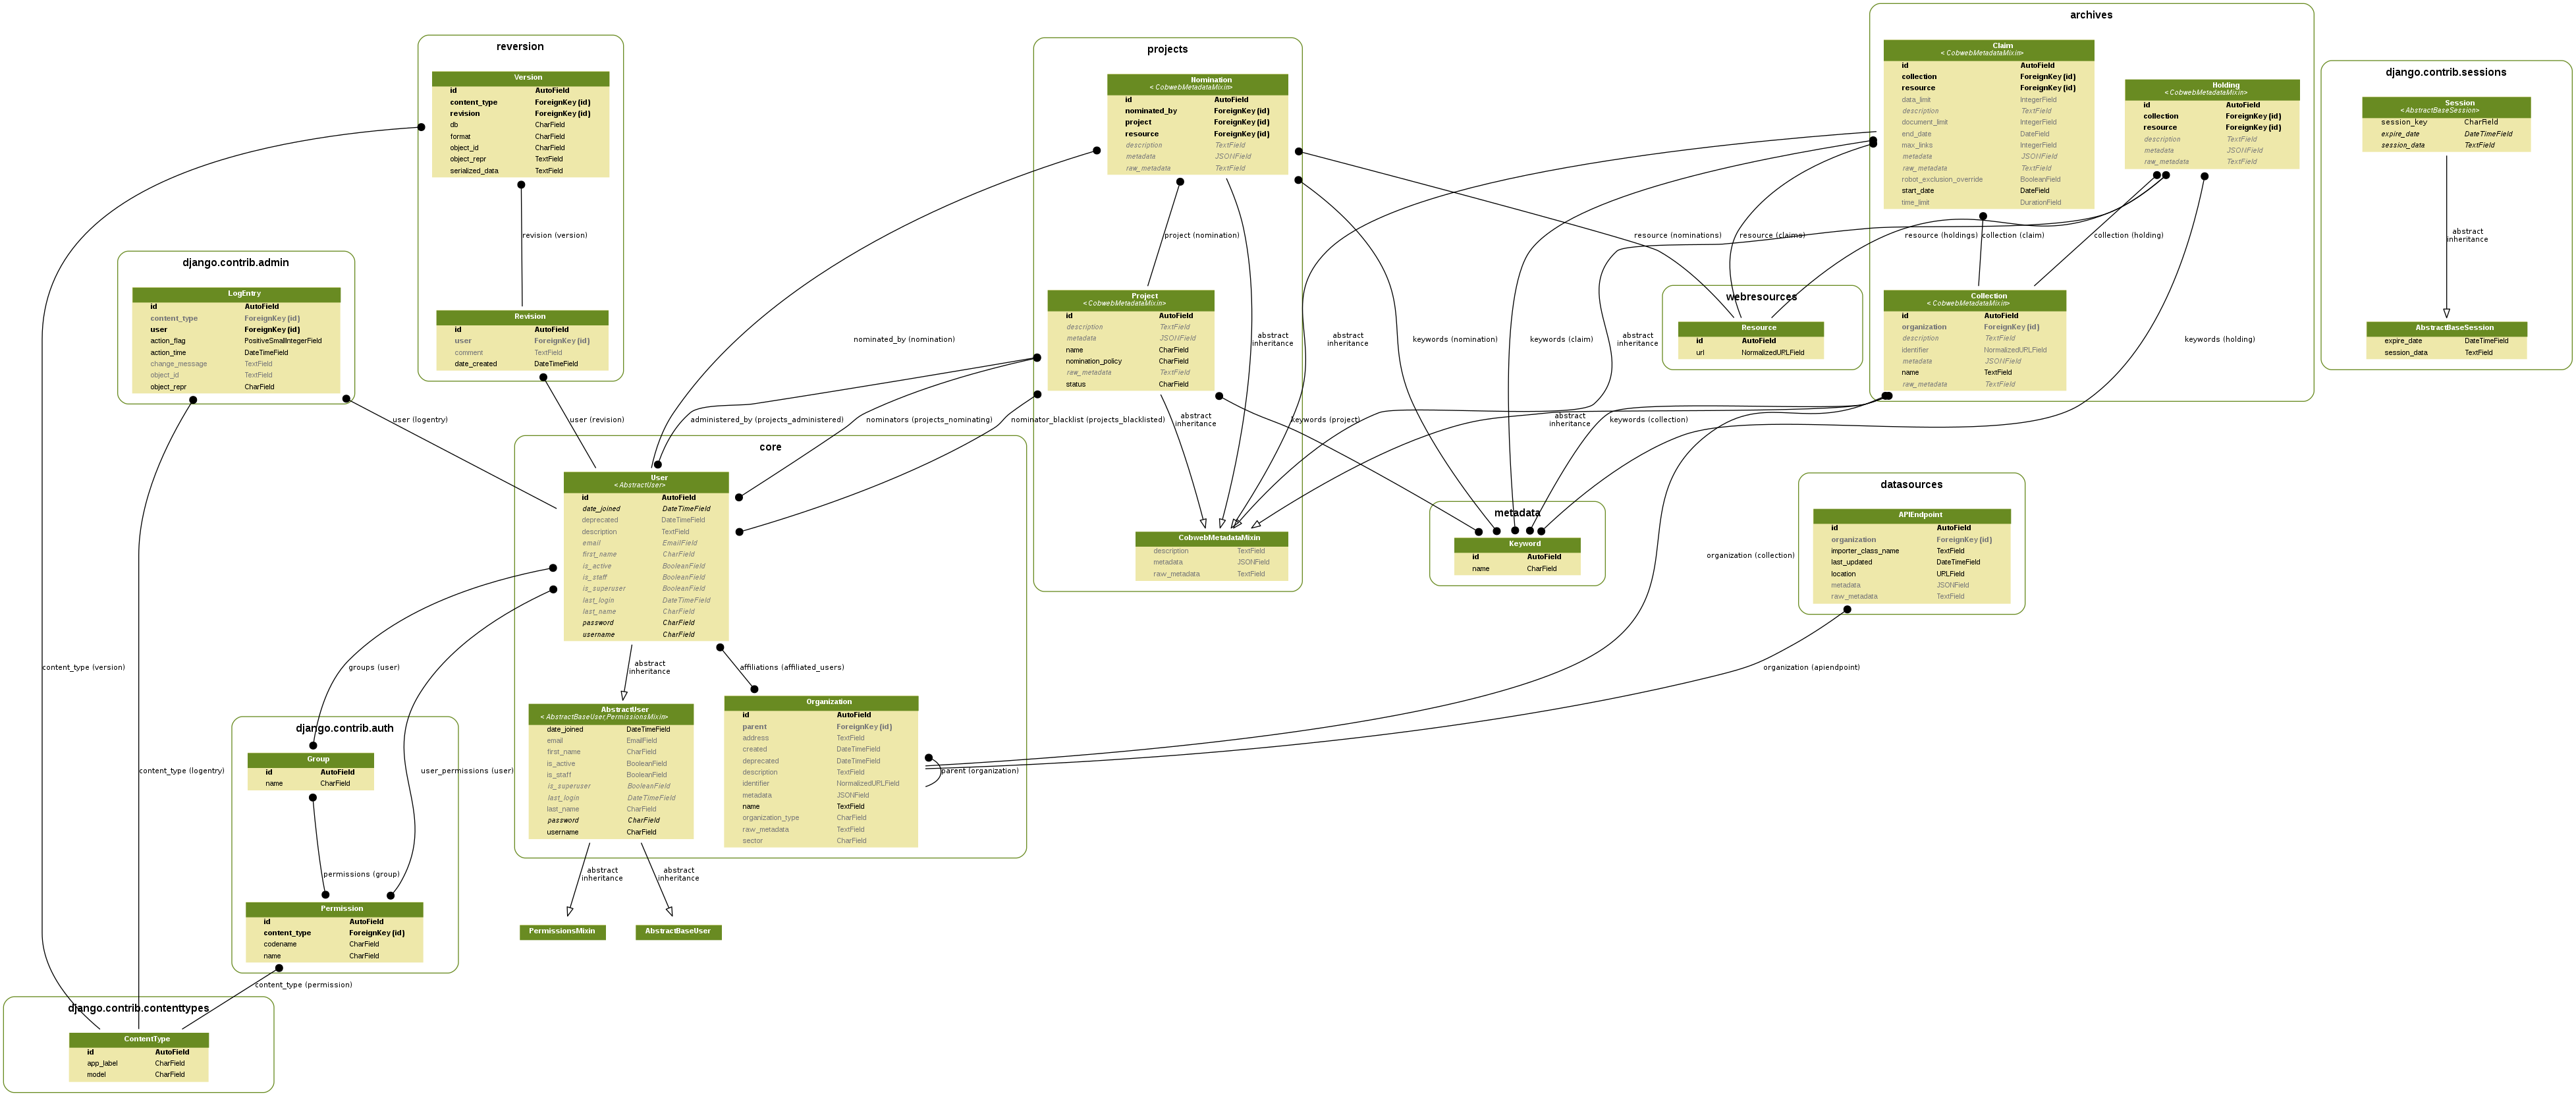 reversion
Version
id AutoField
content_type ForeignKey (id)
revision ForeignKey (id)
db CharField
format CharField
object_id CharField
object_repr TextField
serialized_data TextField
revision (version)
Revision
id AutoField
user ForeignKey (id)
comment TextField
date_created DateTimeField
django.contrib.admin
LogEntry
id AutoField
content_type ForeignKey (id)
user ForeignKey (id)
action_flag PositiveSmallIntegerField
action_time DateTimeField
change_message TextField
object_id TextField
object_repr CharField
user (logentry)
user (revision)
projects
Nomination
< CobwebMetadataMixin>
id AutoField
nominated_by ForeignKey (id)
project ForeignKey (id)
resource ForeignKey (id)
description TextField
metadata JSONField
raw_metadata TextField
project (nomination)
Project
< CobwebMetadataMixin>
id AutoField
description TextField
metadata JSONField
name CharField
nomination_policy CharField
raw_metadata TextField
status CharField
nominated_by (nomination)
administered_by (projects_administered)
nominators (projects_nominating)
nominator_blacklist (projects_blacklisted)
abstract
inheritance
abstract
inheritance
abstract
inheritance
keywords (project)
CobwebMetadataMixin
description TextField
metadata JSONField
raw_metadata TextField
keywords (nomination)
keywords (claim)
abstract
inheritance
abstract
inheritance
keywords (collection)
keywords (holding)
resource (nominations)
resource (claims)
resource (holdings)
collection (claim)
collection (holding)
webresources
Resource
id AutoField
url NormalizedURLField
archives
Claim
< CobwebMetadataMixin>
id AutoField
collection ForeignKey (id)
resource ForeignKey (id)
data_limit IntegerField
description TextField
document_limit IntegerField
end_date DateField
max_links IntegerField
metadata JSONField
raw_metadata TextField
robot_exclusion_override BooleanField
start_date DateField
time_limit DurationField
Holding
< CobwebMetadataMixin>
id AutoField
collection ForeignKey (id)
resource ForeignKey (id)
description TextField
metadata JSONField
raw_metadata TextField
Collection
< CobwebMetadataMixin>
id AutoField
organization ForeignKey (id)
description TextField
identifier NormalizedURLField
metadata JSONField
name TextField
raw_metadata TextField
django.contrib.sessions
Session
< AbstractBaseSession>
session_key CharField
expire_date DateTimeField
session_data TextField
abstract
inheritance
AbstractBaseSession
expire_date DateTimeField
session_data TextField
metadata
Keyword
id AutoField
name CharField
datasources
APIEndpoint
id AutoField
organization ForeignKey (id)
importer_class_name TextField
last_updated DateTimeField
location URLField
metadata JSONField
raw_metadata TextField
organization (collection)
organization (apiendpoint)
core
User
< AbstractUser>
id AutoField
date_joined DateTimeField
deprecated DateTimeField
description TextField
email EmailField
first_name CharField
is_active BooleanField
is_staff BooleanField
is_superuser BooleanField
last_login DateTimeField
last_name CharField
password CharField
username CharField
abstract
inheritance
affiliations (affiliated_users)
AbstractUser
< AbstractBaseUser,PermissionsMixin>
date_joined DateTimeField
email EmailField
first_name CharField
is_active BooleanField
is_staff BooleanField
is_superuser BooleanField
last_login DateTimeField
last_name CharField
password CharField
username CharField
Organization
id AutoField
parent ForeignKey (id)
address TextField
created DateTimeField
deprecated DateTimeField
description TextField
identifier NormalizedURLField
metadata JSONField
name TextField
organization_type CharField
raw_metadata TextField
sector CharField
parent (organization)
abstract
inheritance
abstract
inheritance
PermissionsMixin
AbstractBaseUser
content_type (version)
content_type (logentry)
groups (user)
user_permissions (user)
django.contrib.auth
Group
id AutoField
name CharField
permissions (group)
Permission
id AutoField
content_type ForeignKey (id)
codename CharField
name CharField
content_type (permission)
django.contrib.contenttypes
ContentType
id AutoField
app_label CharField
model CharField